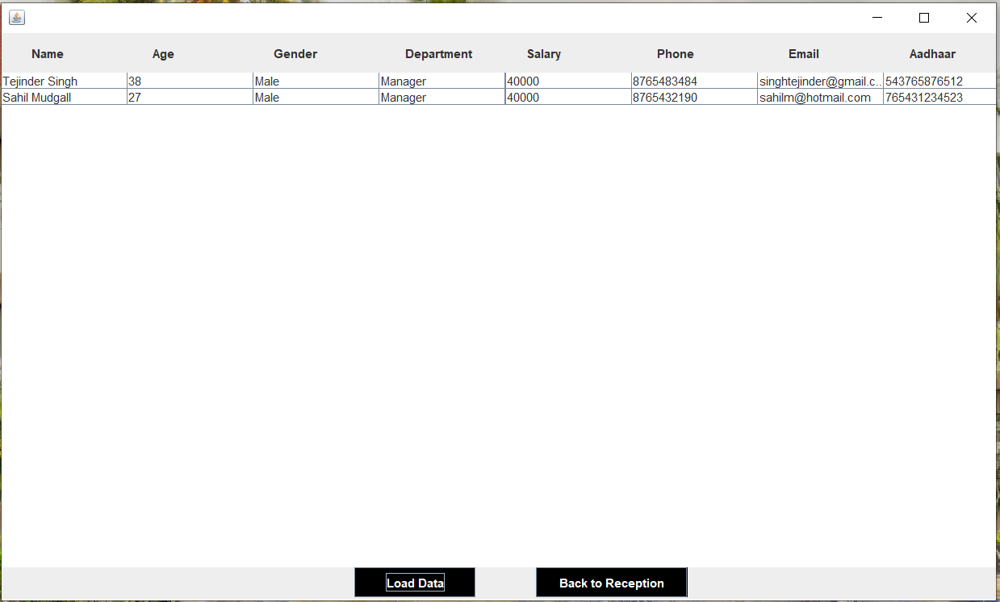 Name Age Gender Department Salary Phone Email Aadhaar
Tejinder Singh 38 Male Manager 40000 8765483484 singhtejinder@gmail.c... 543765876512
Sahil Mudgall 27 Male Manager 40000 8765432190 sahilm@hotmail.com 765431234523
Load Data Back to Reception